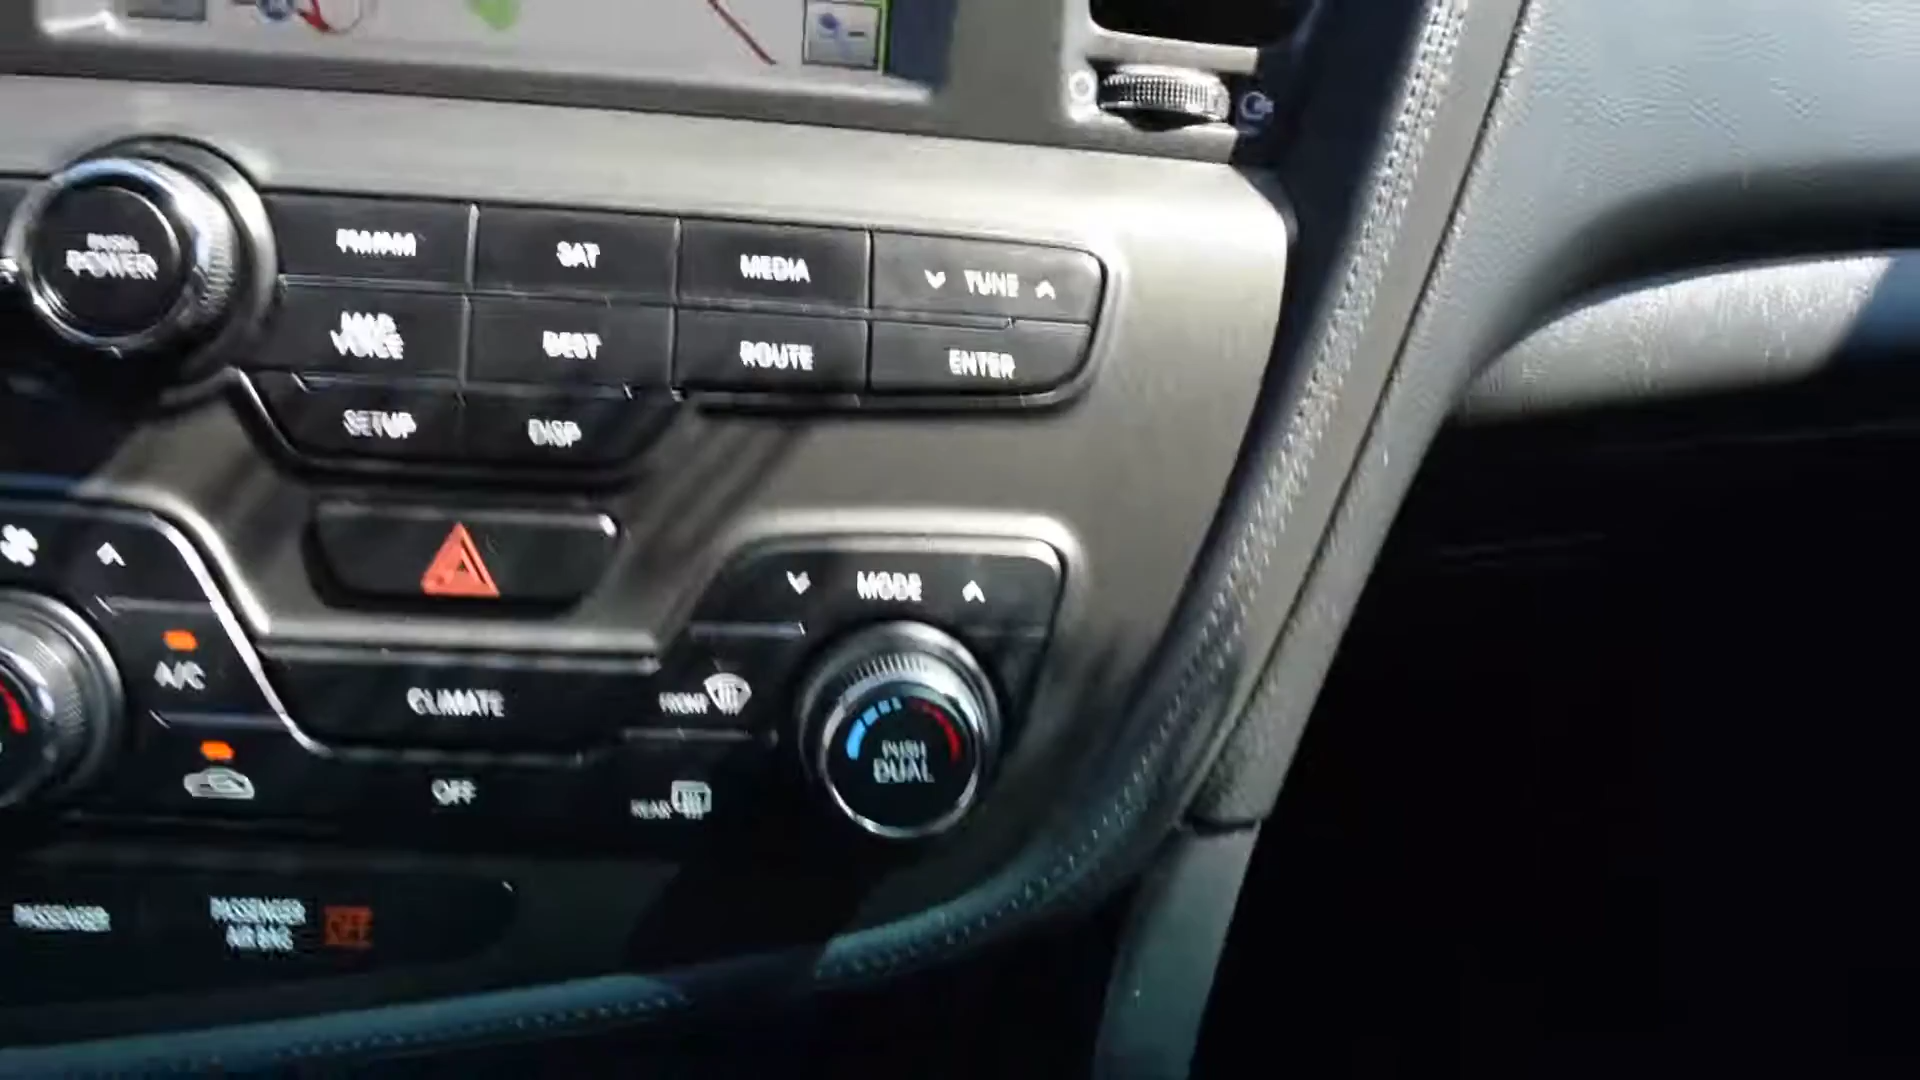 PUSH
POWER
FM/AM
SAT
MEDIA
TUNE
MAP
VOICE
DEST
ROUTE
ENTER
SETUP
DISP
MODE
A/C
CLIMATE
FRONT
PUSH
DUAL
OFF
REAR
PASSENGER
PASSENGER
AIR BAG
OFF